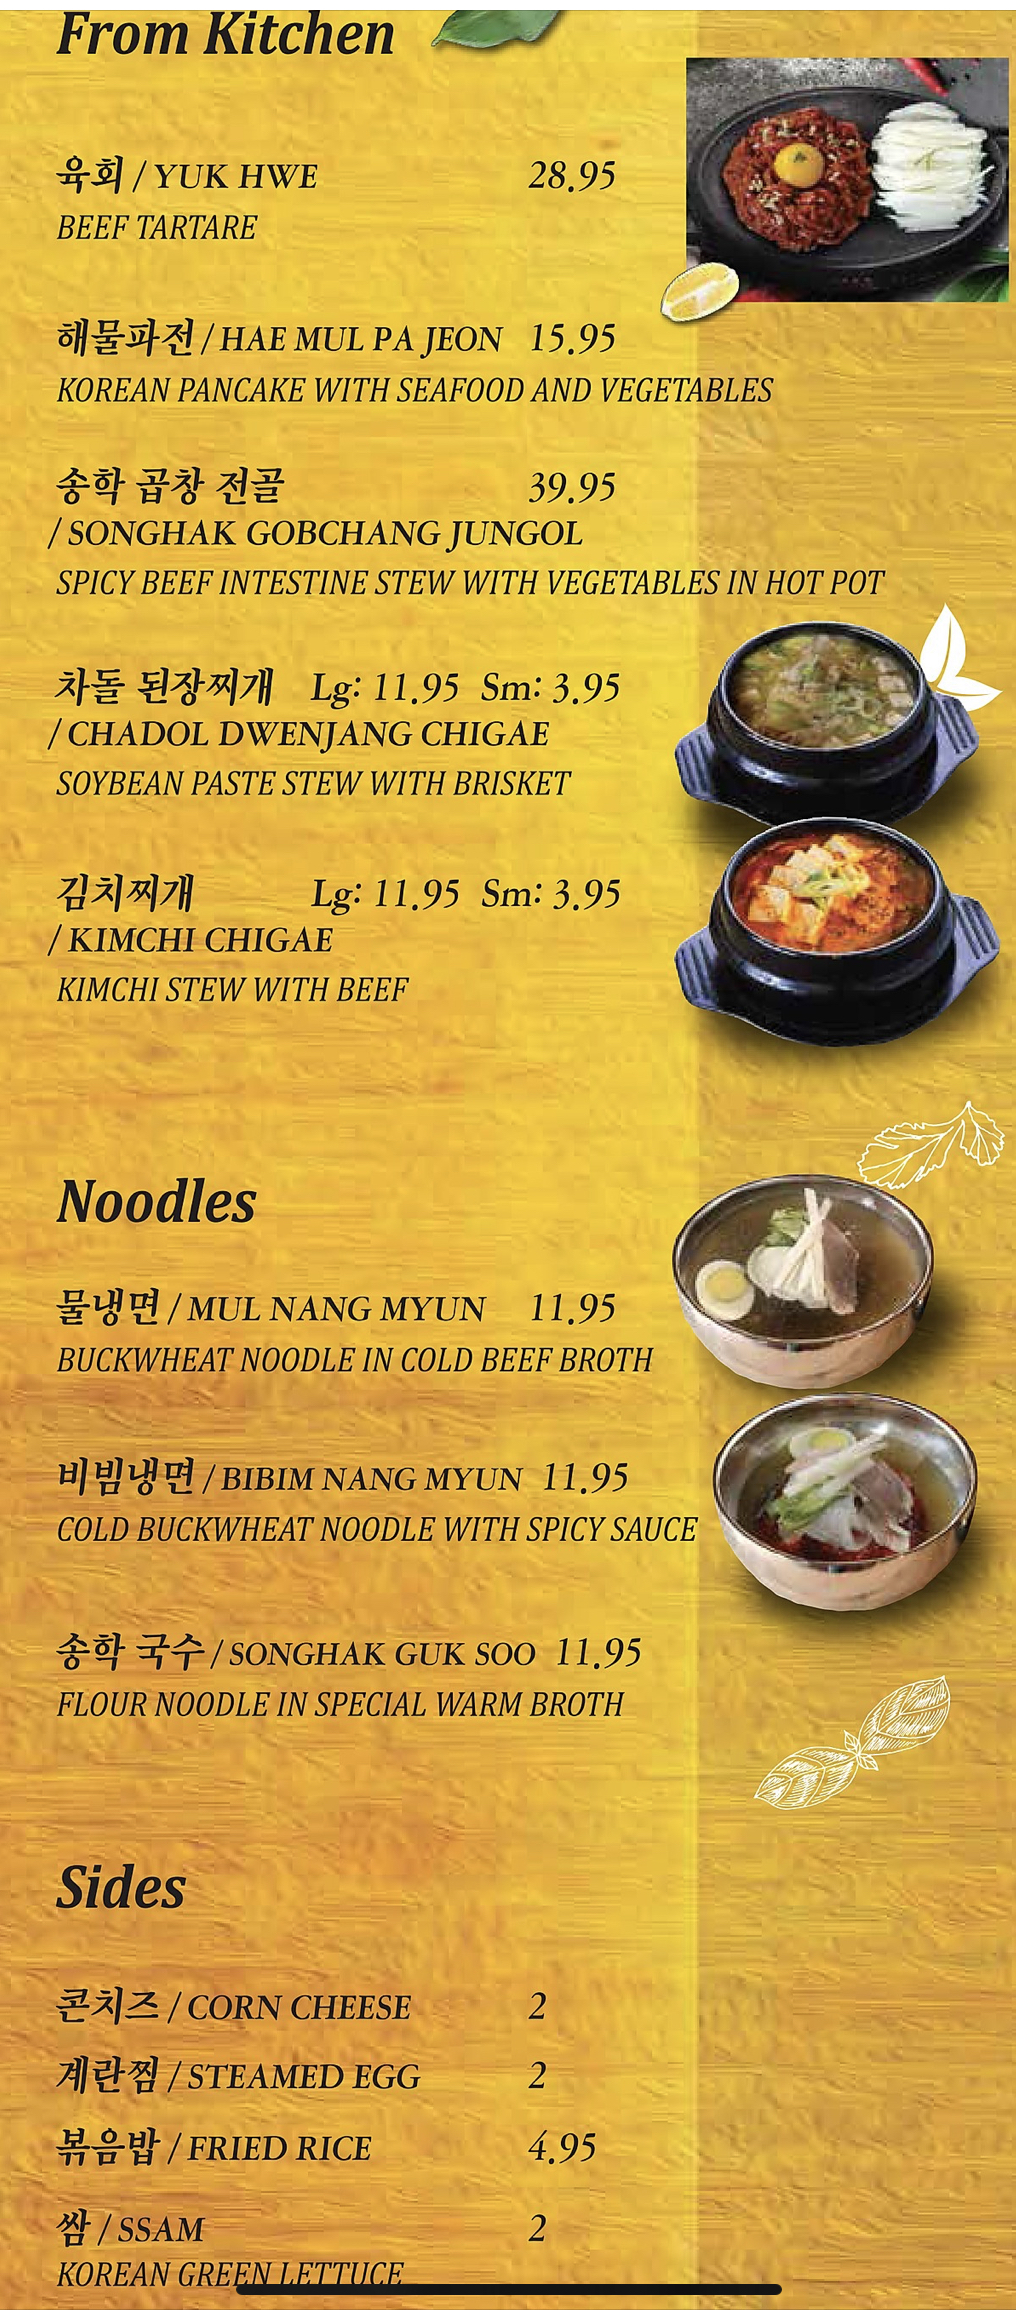 From Kitchen
육회 / YUK HWE 28.95
BEEF TARTARE
해물파전 / HAE MUL PA JEON 15.95
KOREAN PANCAKE WITH SEAFOOD AND VEGETABLES
송학 곱창 전골 39.95
/ SONGHAK GOBCHANG JUNGOL
SPICY BEEF INTESTINE STEW WITH VEGETABLES IN HOT POT
차돌 된장찌개 Lg: 11.95 Sm: 3.95
/ CHADOL DWENJANG CHIGAE
SOYBEAN PASTE STEW WITH BRISKET
김치찌개 Lg: 11.95 Sm: 3.95
/ KIMCHI CHIGAE
KIMCHI STEW WITH BEEF
Noodles
물냉면 / MUL NANG MYUN 11.95
BUCKWHEAT NOODLE IN COLD BEEF BROTH
비빔냉면 / BIBIM NANG MYUN 11.95
COLD BUCKWHEAT NOODLE WITH SPICY SAUCE
송학 국수 / SONGHAK GUK SOO 11.95
FLOUR NOODLE IN SPECIAL WARM BROTH
Sides
콘치즈 / CORN CHEESE 2
계란찜 / STEAMED EGG 2
볶음밥 / FRIED RICE 4.95
쌈 / SSAM 2
KOREAN GREEN LETTUCE